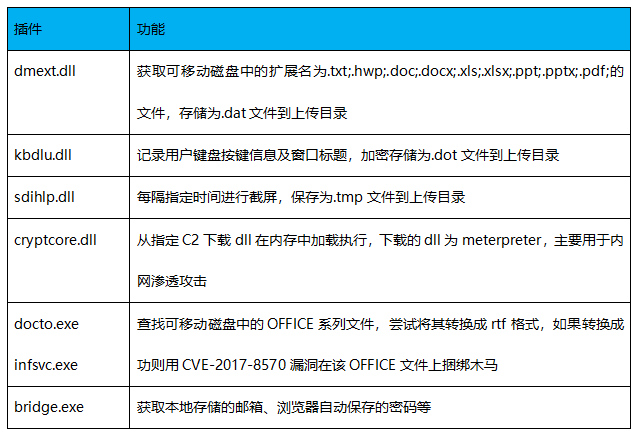 插件 功能
dmext.dll 获取可移动磁盘中的扩展名为.txt;.hwp;.doc;.docx;.xls;.xlsx;.ppt;.pptx;.pdf;的
文件，存储为.dat 文件到上传目录
kbdlu.dll 记录用户键盘按键信息及窗口标题，加密存储为.dot 文件到上传目录
sdihlp.dll 每隔指定时间进行截屏，保存为.tmp 文件到上传目录
cryptcore.dll 从指定 C2 下载 dll 在内存中加载执行，下载的 dll 为 meterpreter，主要用于内
网渗透攻击
docto.exe 查找可移动磁盘中的 OFFICE 系列文件，尝试将其转换成 rtf 格式，如果转换成
infsvc.exe 功则用 CVE-2017-8570 漏洞在该 OFFICE 文件上捆绑木马
bridge.exe 获取本地存储的邮箱、浏览器自动保存的密码等